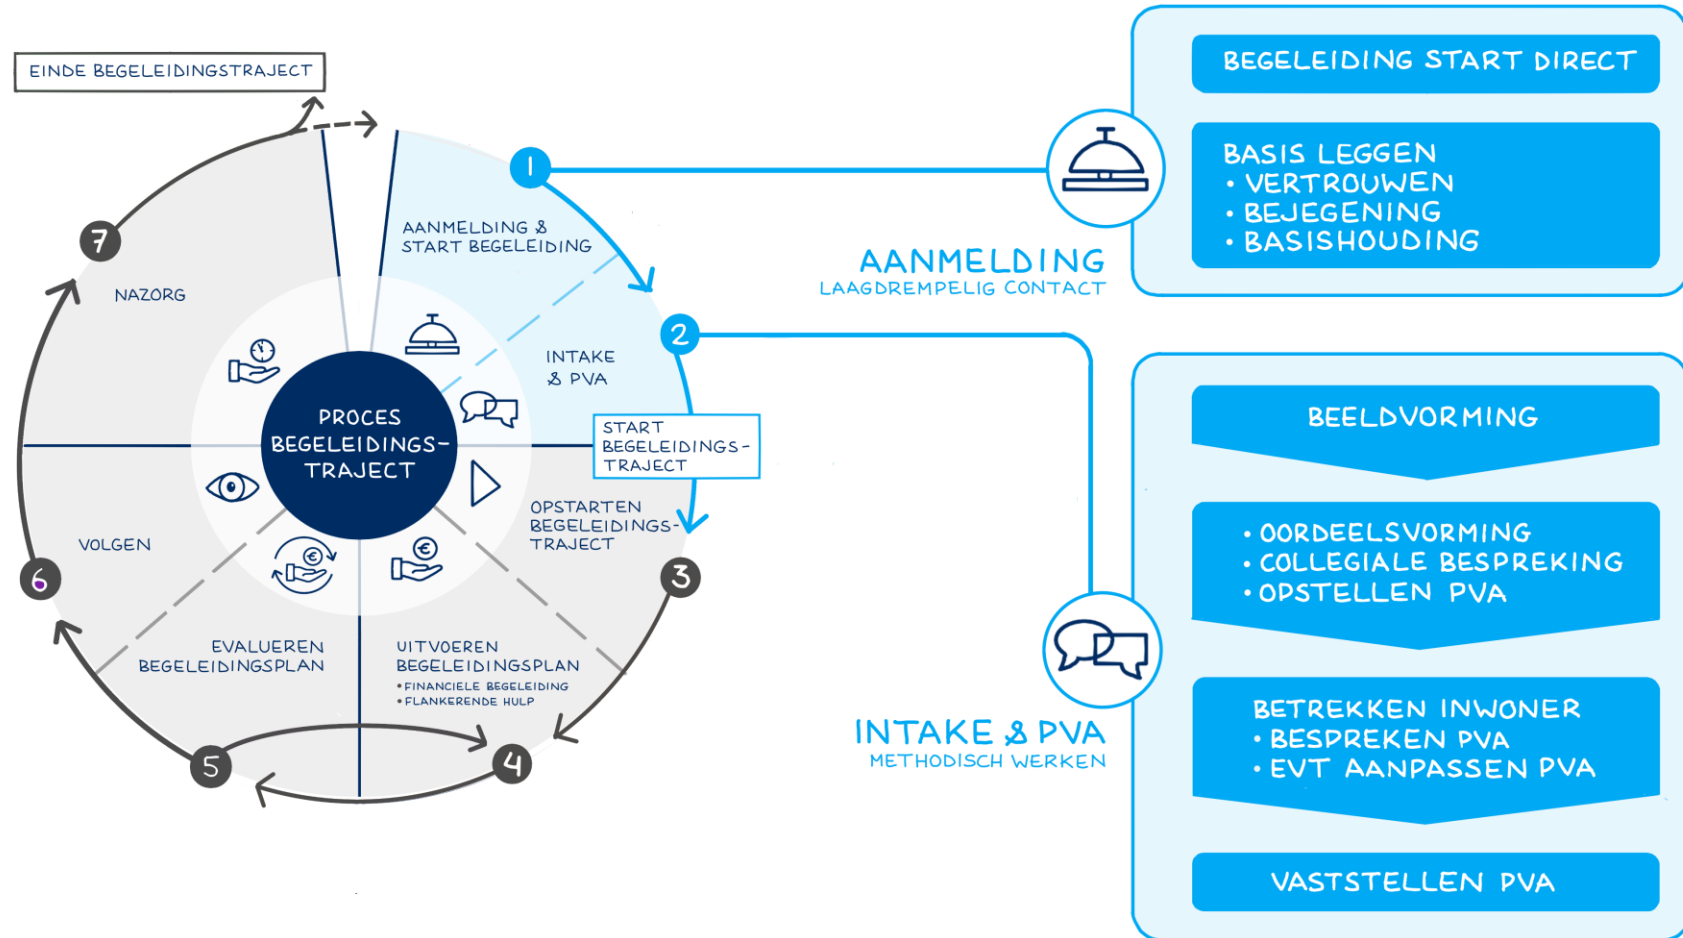 EINDE BEGELEIDINGSTRAJECT
1
AANMELDING &
START BEGELEIDING
2
INTAKE
& PVA
START
BEGELEIDINGS-
TRAJECT
OPSTARTEN
BEGELEIDINGS-
TRAJECT
3
UITVOEREN
BEGELEIDINGSPLAN
• FINANCIELE BEGELEIDING
• FLANKERENDE HULP
4
EVALUEREN
BEGELEIDINGSPLAN
5
VOLGEN
6
NAZORG
7
PROCES
BEGELEIDINGS-
TRAJECT
€
€
AANMELDING
LAAGDREMPELIG CONTACT
BEGELEIDING START DIRECT
BASIS LEGGEN
• VERTROUWEN
• BEJEGENING
• BASISHOUDING
INTAKE & PVA
METHODISCH WERKEN
BEELDVORMING
• OORDEELSVORMING
• COLLEGIALE BESPREKING
• OPSTELLEN PVA
BETREKKEN INWONER
• BESPREKEN PVA
• EVT AANPASSEN PVA
VASTSTELLEN PVA